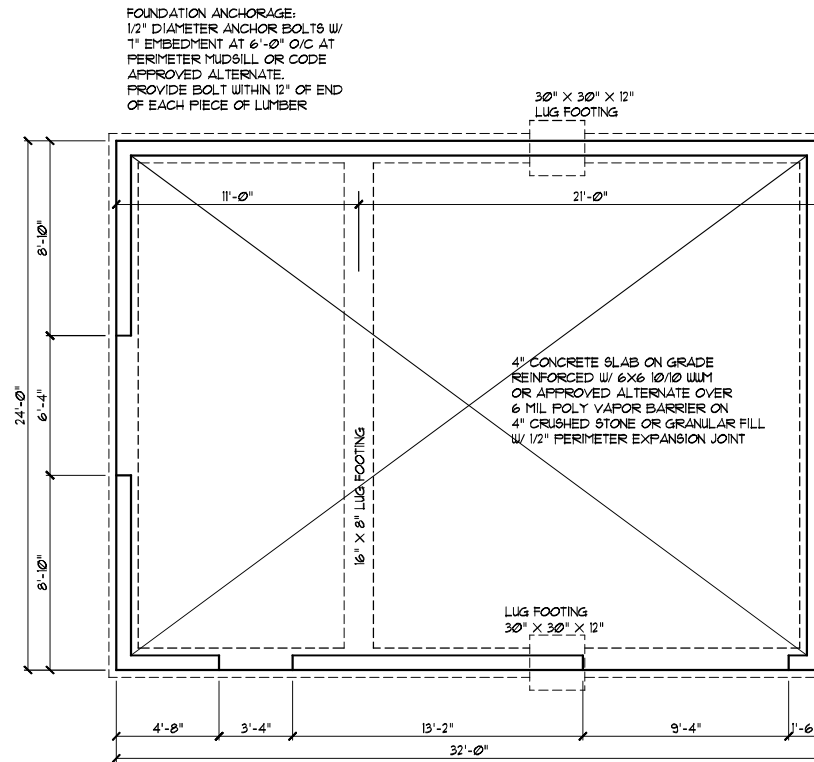 FOUNDATION ANCHORAGE:
1/2" DIAMETER ANCHOR BOLTS W/
7" EMBEDMENT AT 6'-0" O/C AT
PERIMETER MUDSILL OR CODE
APPROVED ALTERNATE.
PROVIDE BOLT WITHIN 12" OF END
OF EACH PIECE OF LUMBER
30" X 30" X 12"
LUG FOOTING
11'-0"
21'-0"
8'-10"
24'-0"
6'-4"
8'-10"
4" CONCRETE SLAB ON GRADE
REINFORCED W/ 6X6 10/10 WWM
OR APPROVED ALTERNATE OVER
6 MIL POLY VAPOR BARRIER ON
4" CRUSHED STONE OR GRANULAR FILL
W/ 1/2" PERIMETER EXPANSION JOINT
16" X 8" LUG FOOTING
LUG FOOTING
30" X 30" X 12"
4'-8"
3'-4"
13'-2"
9'-4"
1'-6
32'-0"